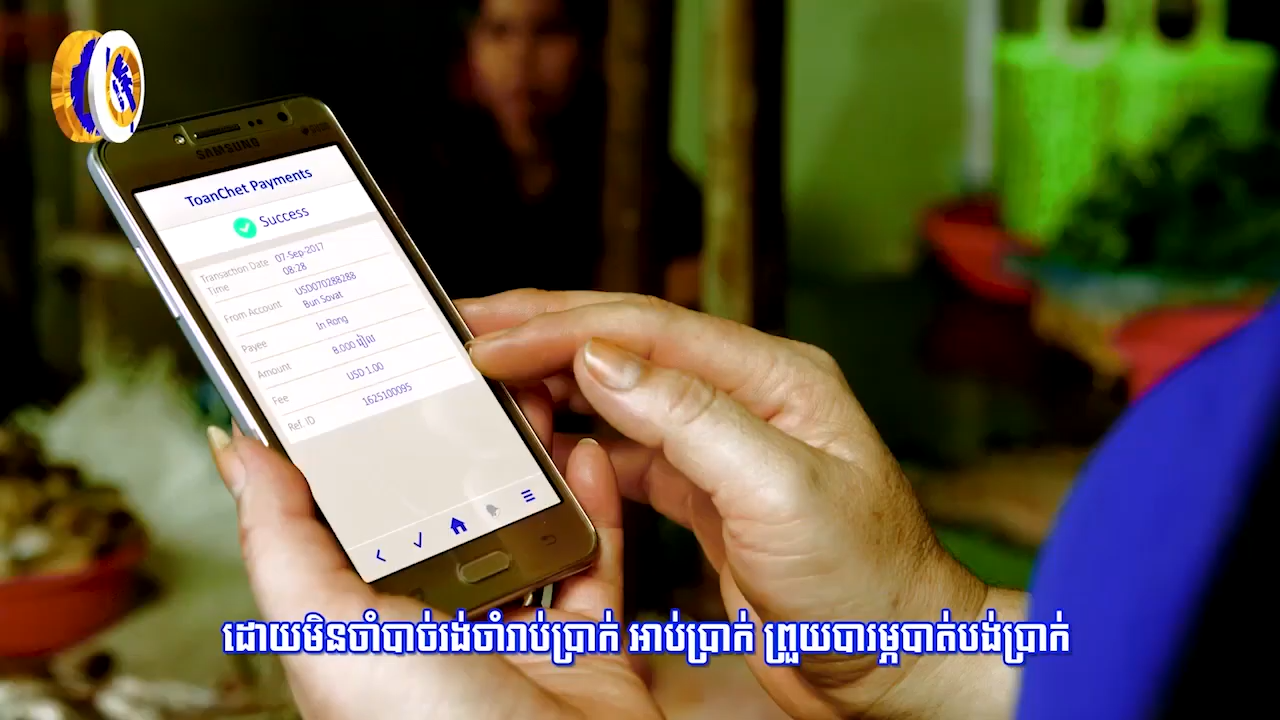 SAMSUNG
ToanChet Payments
Success
Transaction Date 07-Sep-2017
Time 08:28
From Account USD070288288
Bun Sovat
Payee In Rong
Amount 8.000 រៀល
Fee USD 1.00
Ref. ID 1625100095
ដោយមិនចាំបាច់រង់ចាំរាប់ប្រាក់ អាប់ប្រាក់ ព្រួយបារម្ភបាត់បង់ប្រាក់